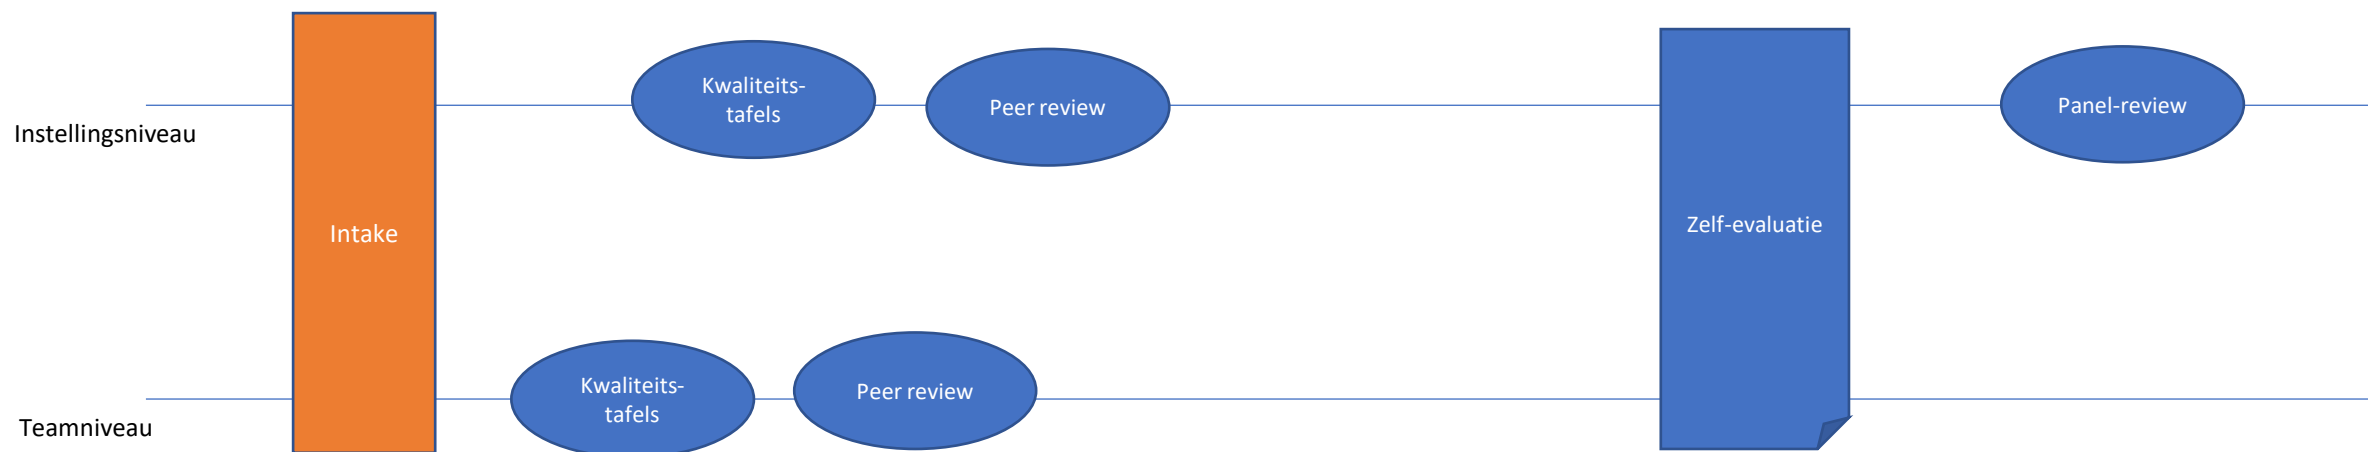 Kwaliteits-
tafels
Peer review
Panel-review
Instellingsniveau
Intake
Zelf-evaluatie
Kwaliteits-
tafels
Peer review
Teamniveau